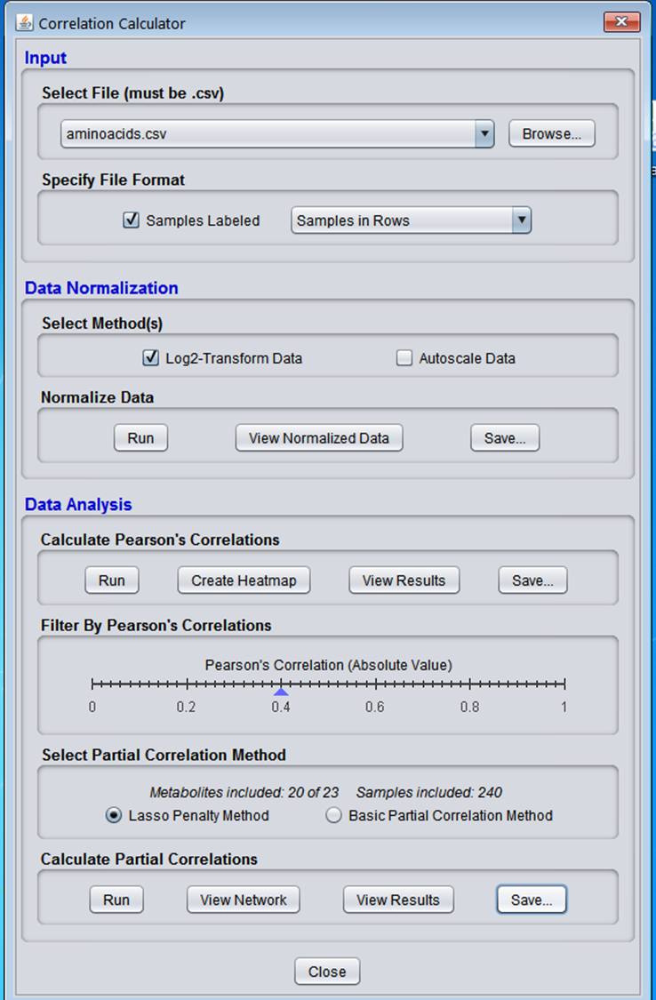 Correlation Calculator
Input
Select File (must be .csv)
aminoacids.csv
Browse...
Specify File Format
Samples Labeled
Samples in Rows
Data Normalization
Select Method(s)
Log2-Transform Data
Autoscale Data
Normalize Data
Run
View Normalized Data
Save...
Data Analysis
Calculate Pearson's Correlations
Run
Create Heatmap
View Results
Save...
Filter By Pearson's Correlations
Pearson's Correlation (Absolute Value)
0 0.2 0.4 0.6 0.8 1
Select Partial Correlation Method
Metabolites included: 20 of 23 Samples included: 240
Lasso Penalty Method
Basic Partial Correlation Method
Calculate Partial Correlations
Run
View Network
View Results
Save...
Close